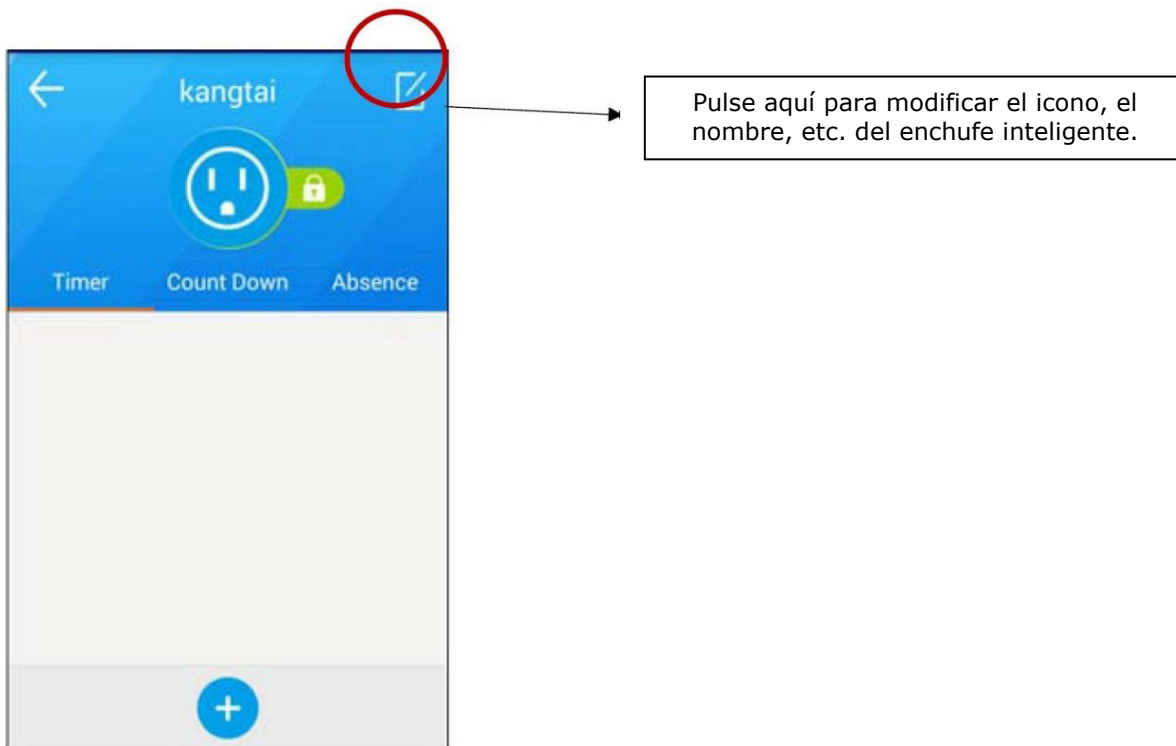 kangtai
Pulse aquí para modificar el icono, el
nombre, etc. del enchufe inteligente.
Timer Count Down Absence